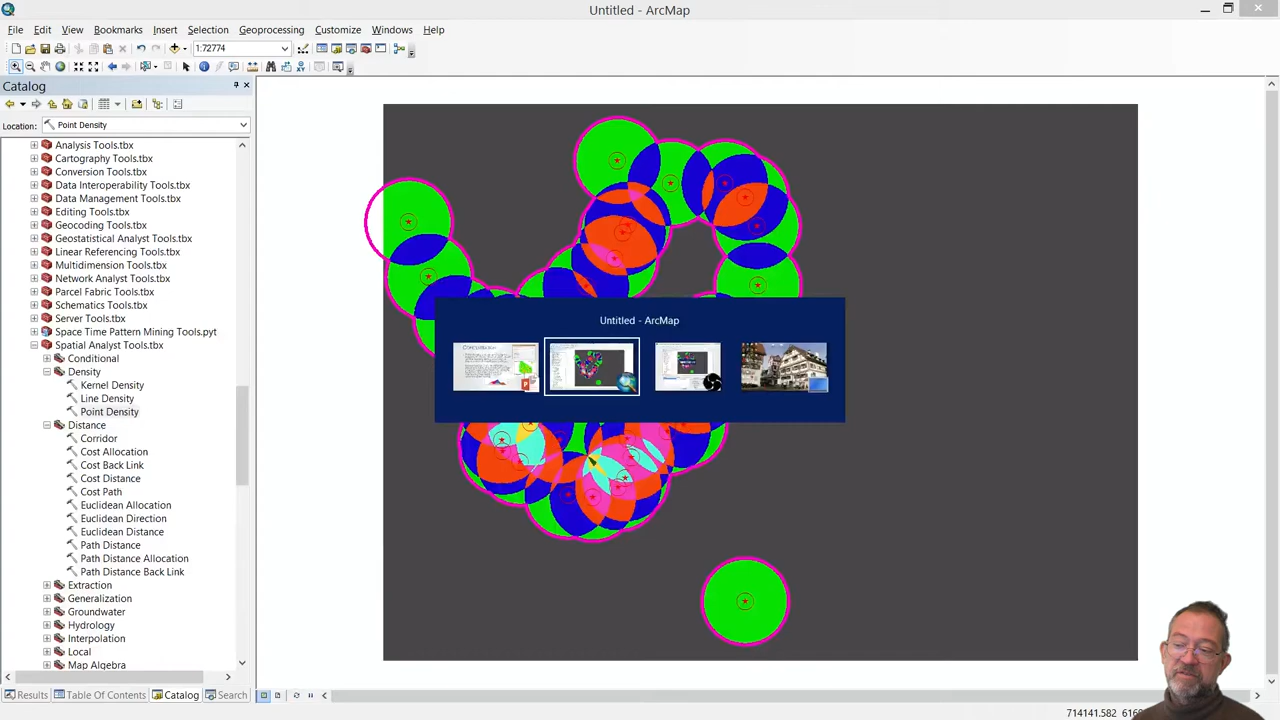 Untitled - ArcMap
File Edit View Bookmarks Insert Selection Geoprocessing Customize Windows Help
1:72774
Catalog
Location: Point Density
Analysis Tools.tbx
Cartography Tools.tbx
Conversion Tools.tbx
Data Interoperability Tools.tbx
Data Management Tools.tbx
Editing Tools.tbx
Geocoding Tools.tbx
Geostatistical Analyst Tools.tbx
Linear Referencing Tools.tbx
Multidimension Tools.tbx
Network Analyst Tools.tbx
Parcel Fabric Tools.tbx
Schematics Tools.tbx
Server Tools.tbx
Space Time Pattern Mining Tools.pyt
Spatial Analyst Tools.tbx
Conditional
Density
Kernel Density
Line Density
Point Density
Distance
Corridor
Cost Allocation
Cost Back Link
Cost Distance
Cost Path
Euclidean Allocation
Euclidean Direction
Euclidean Distance
Path Distance
Path Distance Allocation
Path Distance Back Link
Extraction
Generalization
Groundwater
Hydrology
Interpolation
Local
Map Algebra
Results Table Of Contents Catalog Search
Untitled - ArcMap
714141.582